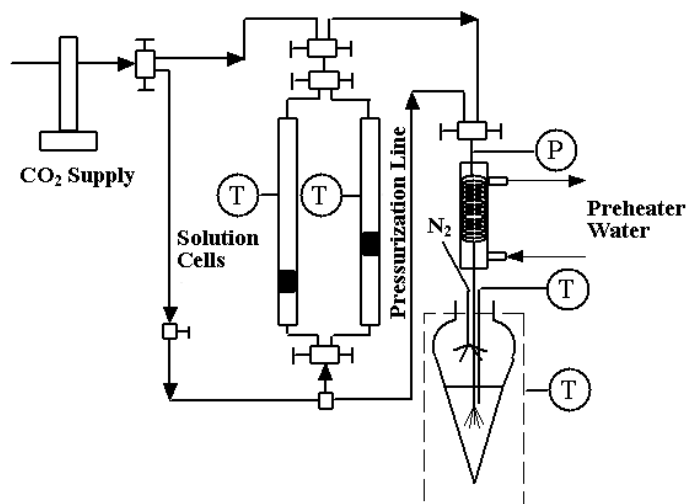 CO₂ Supply
T
T
Solution
Cells
Pressurization Line
P
Preheater
Water
N₂
T
T